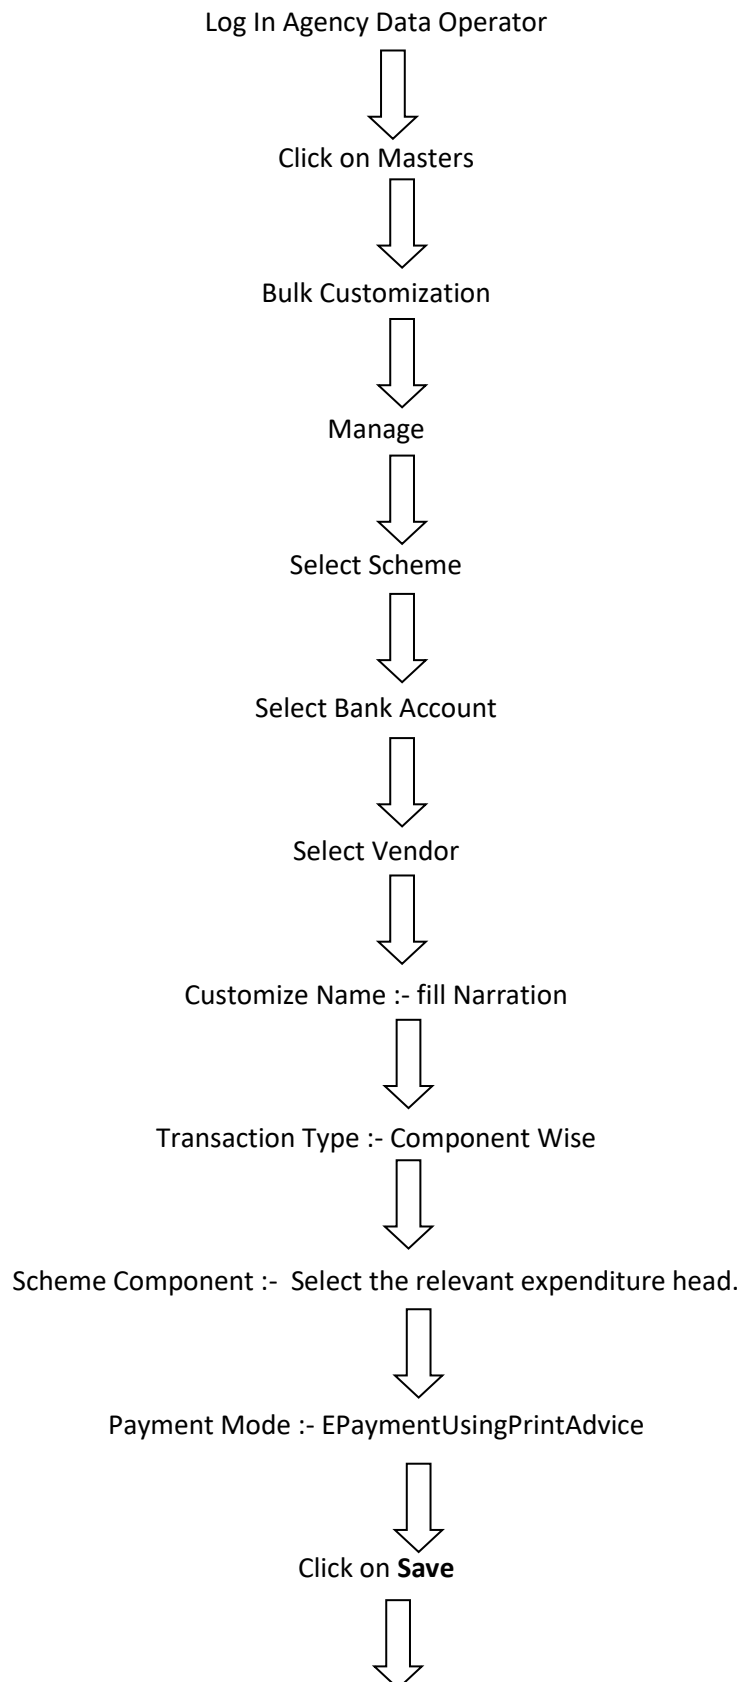 Log In Agency Data Operator
Click on Masters
Bulk Customization
Manage
Select Scheme
Select Bank Account
Select Vendor
Customize Name :- fill Narration
Transaction Type :- Component Wise
Scheme Component :-  Select the relevant expenditure head.
Payment Mode :- EPaymentUsingPrintAdvice
Click on Save